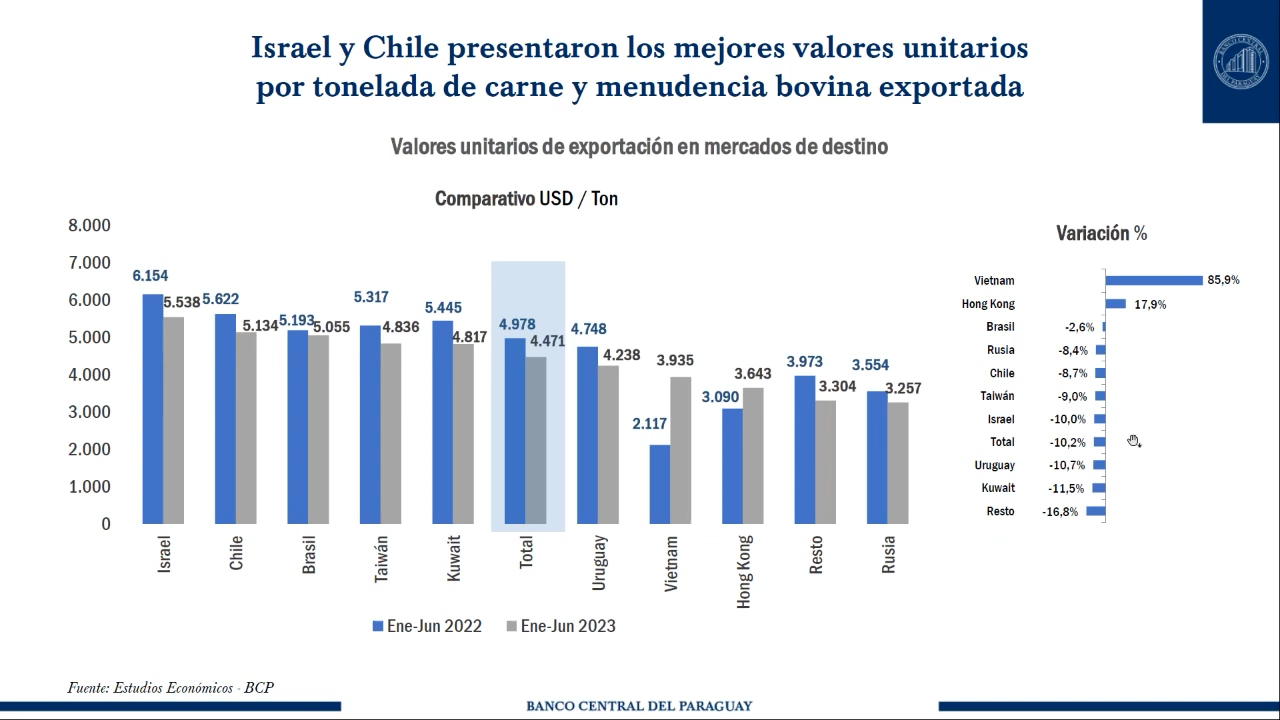 Israel y Chile presentaron los mejores valores unitarios
por tonelada de carne y menudencia bovina exportada
BANCO CENTRAL DEL PARAGUAY
Valores unitarios de exportación en mercados de destino
Comparativo USD / Ton
8.000
7.000
6.000
5.000
4.000
3.000
2.000
1.000
0
6.154
5.538
5.622
5.134
5.193
5.055
5.317
4.836
5.445
4.817
4.978
4.471
4.748
4.238
2.117
3.935
3.090
3.643
3.973
3.304
3.554
3.257
Israel
Chile
Brasil
Taiwán
Kuwait
Total
Uruguay
Vietnam
Hong Kong
Resto
Rusia
Ene-Jun 2022
Ene-Jun 2023
Variación %
Vietnam 85,9%
Hong Kong 17,9%
Brasil -2,6%
Rusia -8,4%
Chile -8,7%
Taiwán -9,0%
Israel -10,0%
Total -10,2%
Uruguay -10,7%
Kuwait -11,5%
Resto -16,8%
Fuente: Estudios Económicos - BCP
BANCO CENTRAL DEL PARAGUAY